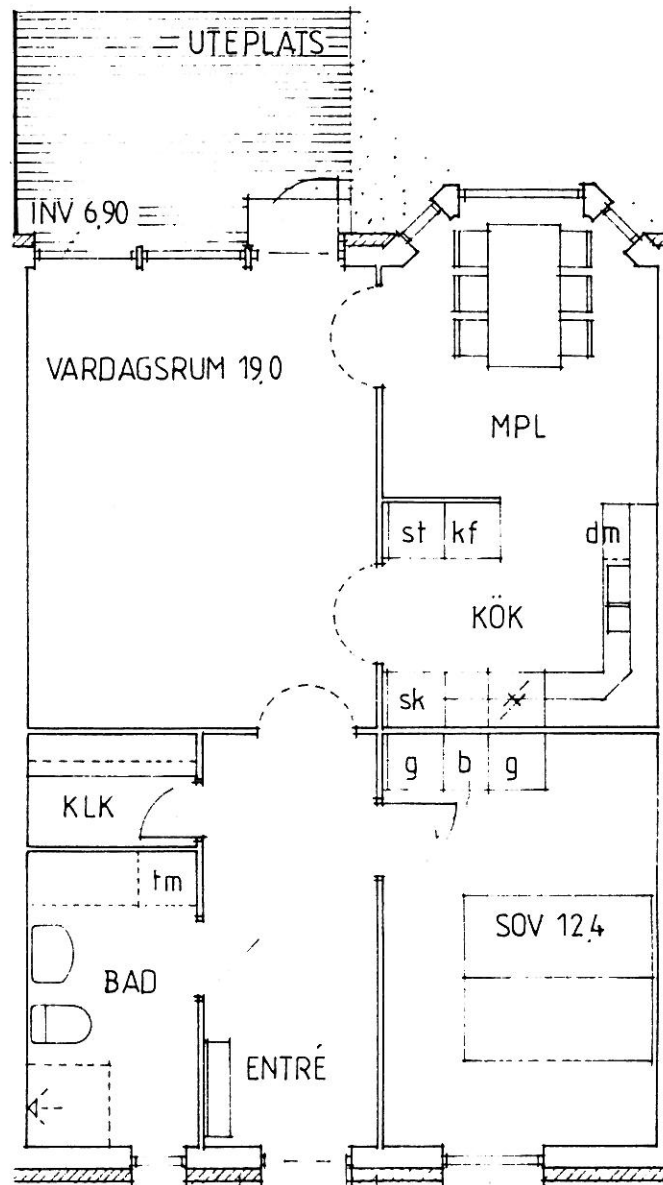 UTEPLATS
INV 6,90
VARDAGSRUM 19,0
MPL
st kf dm
KÖK
sk
g b g
KLK
tm
SOV 12,4
BAD
ENTRÉ